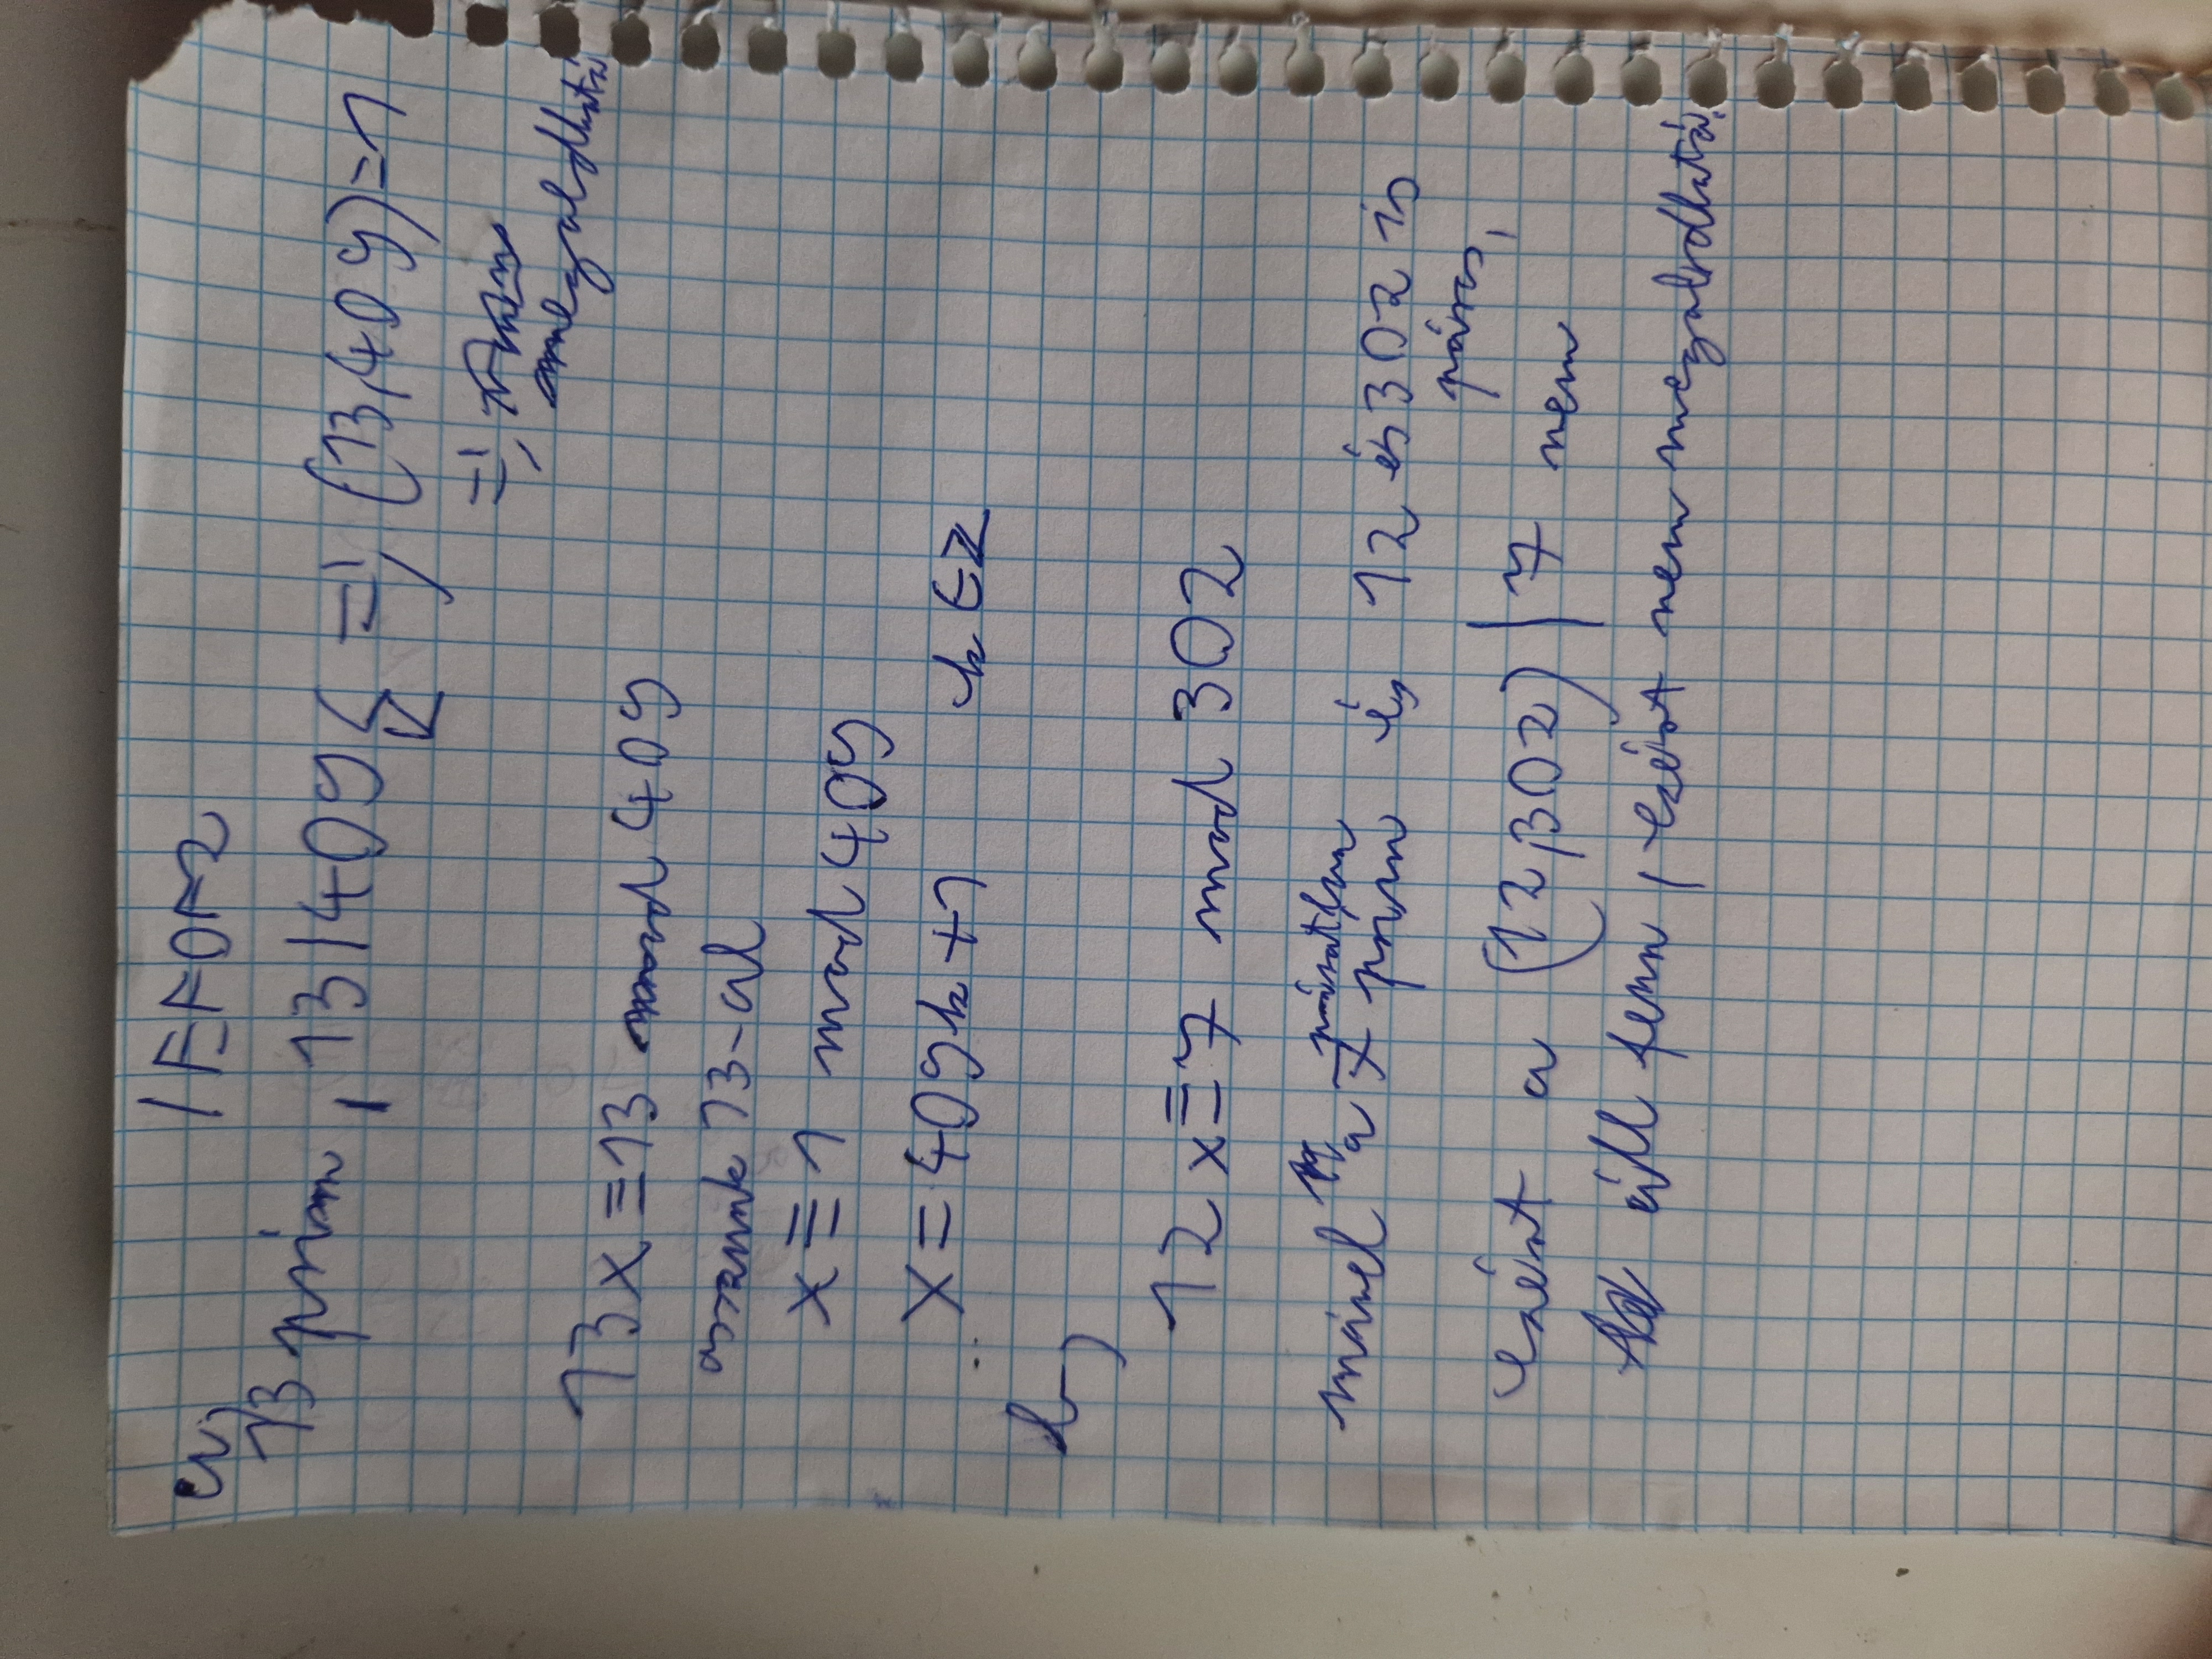 a,
13 prím, 13|409 ↯ ⇒ (13,409)=1
⇒ megoldható
13x≡13 mod 409
osszunk 13-al
x≡1 mod 409
x=409k+1 k∈Z
b,
12x≡7 mod 302
mivel a 7 páratlan prím és 12 és 302 is
páros,
ezért a (12,302)|7 nem
áll fenn, ezért nem megoldható.